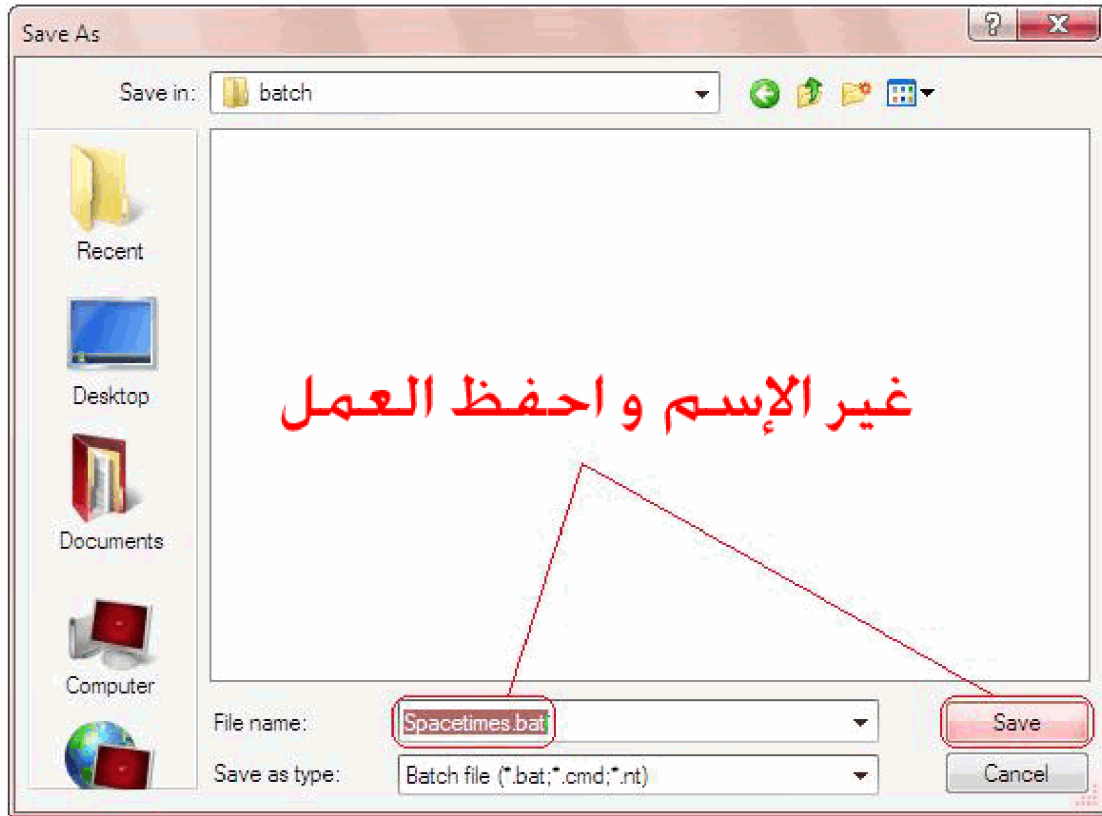 Save As
Save in:
batch
Recent
Desktop
Documents
Computer
غير الإسم و احفظ العمل
File name:
Spacetimes.bat
Save
Save as type:
Batch file (*.bat;*.cmd;*.nt)
Cancel